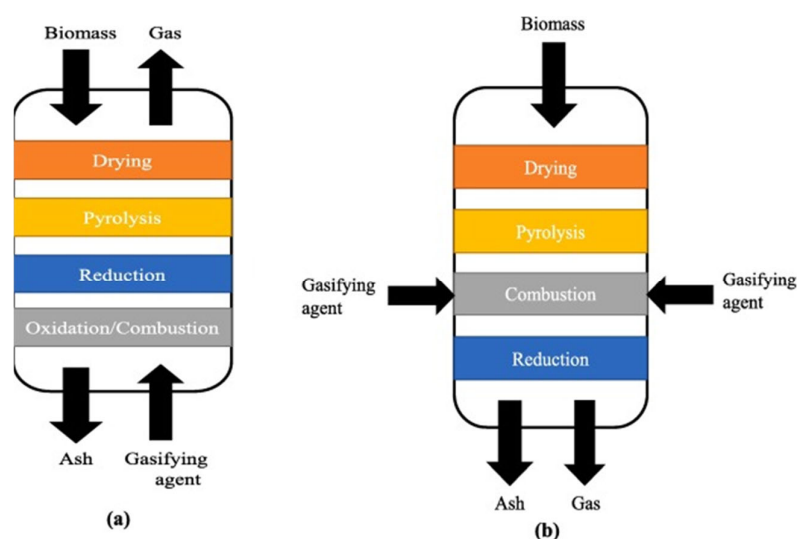 Biomass Gas
Drying
Pyrolysis
Reduction
Oxidation/Combustion
Ash Gasifying
agent
(a)
Biomass
Drying
Pyrolysis
Gasifying
agent
Combustion
Gasifying
agent
Reduction
Ash Gas
(b)